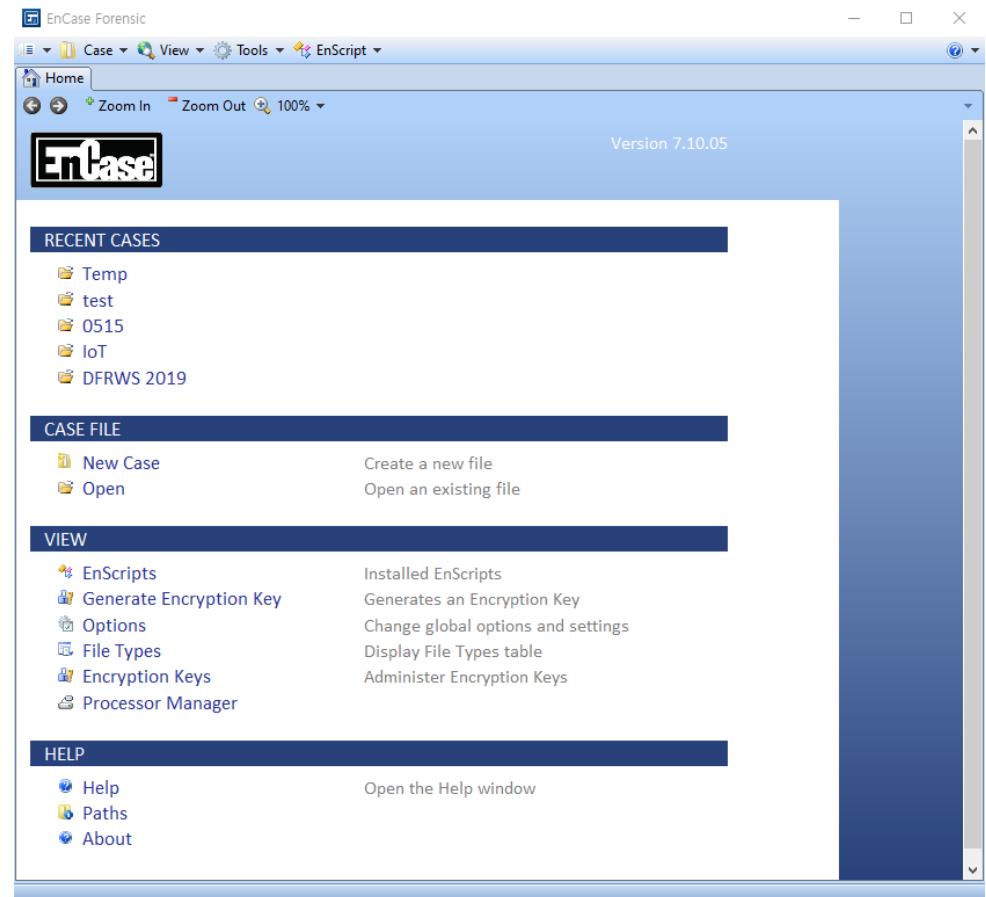 EnCase Forensic
Case View Tools EnScript
Home
Zoom In Zoom Out 100%
EnCase
Version 7.10.05
RECENT CASES
Temp
test
0515
IoT
DFRWS 2019
CASE FILE
New Case Create a new file
Open Open an existing file
VIEW
EnScripts Installed EnScripts
Generate Encryption Key Generates an Encryption Key
Options Change global options and settings
File Types Display File Types table
Encryption Keys Administer Encryption Keys
Processor Manager
HELP
Help Open the Help window
Paths
About